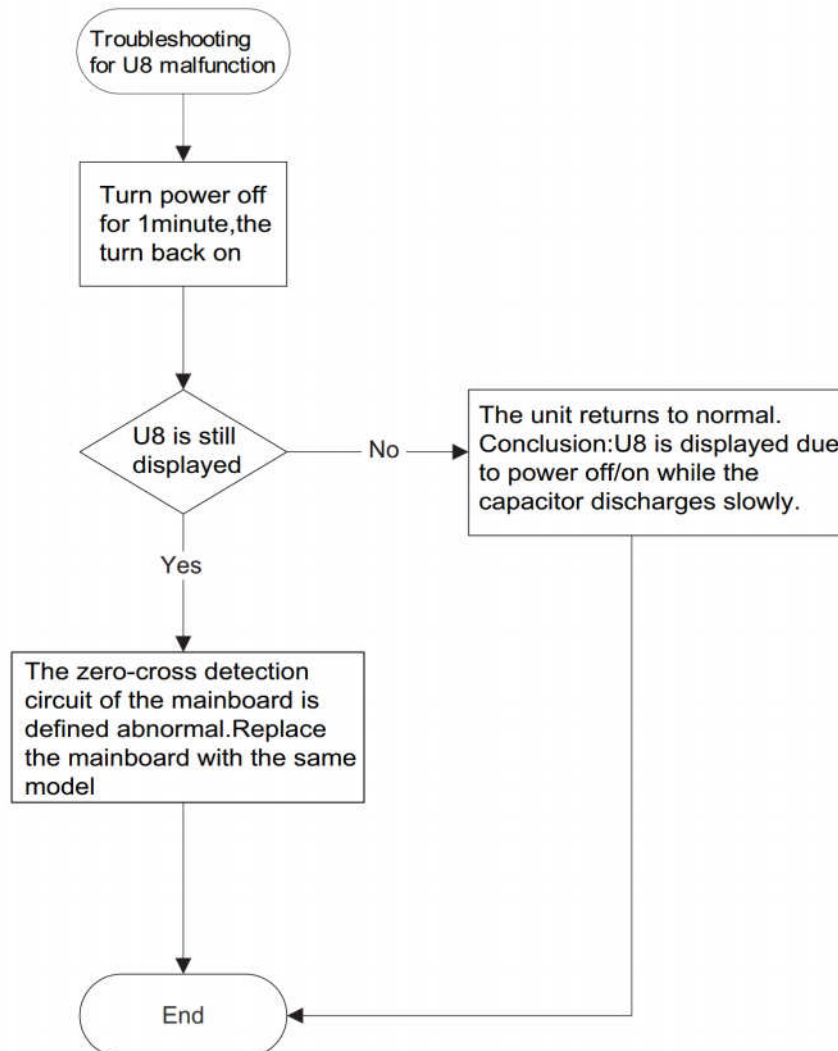 Troubleshooting
for U8 malfunction
Turn power off
for 1minute,the
turn back on
U8 is still
displayed
No
The unit returns to normal.
Conclusion:U8 is displayed due
to power off/on while the
capacitor discharges slowly.
Yes
The zero-cross detection
circuit of the mainboard is
defined abnormal.Replace
the mainboard with the same
model
End